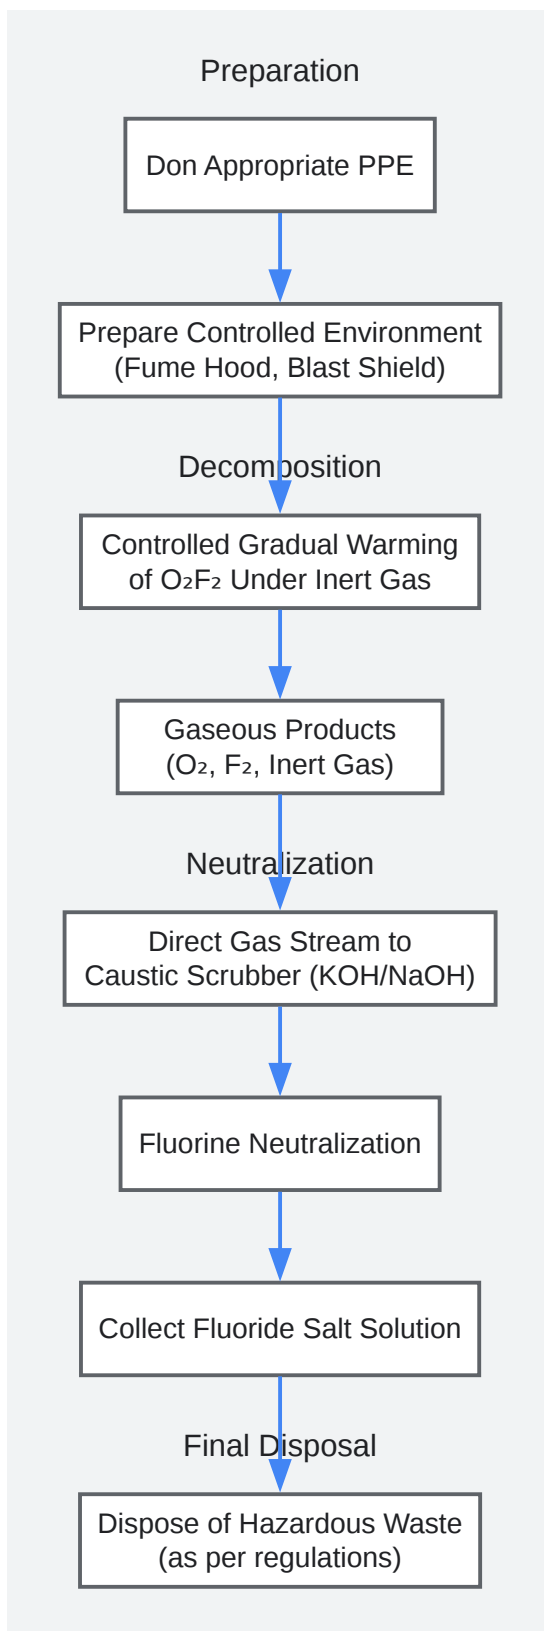 Preparation
Don Appropriate PPE
Prepare Controlled Environment
(Fume Hood, Blast Shield)
Decomposition
Controlled Gradual Warming
of O₂F₂ Under Inert Gas
Gaseous Products
(O₂, F₂, Inert Gas)
Neutralization
Direct Gas Stream to
Caustic Scrubber (KOH/NaOH)
Fluorine Neutralization
Collect Fluoride Salt Solution
Final Disposal
Dispose of Hazardous Waste
(as per regulations)